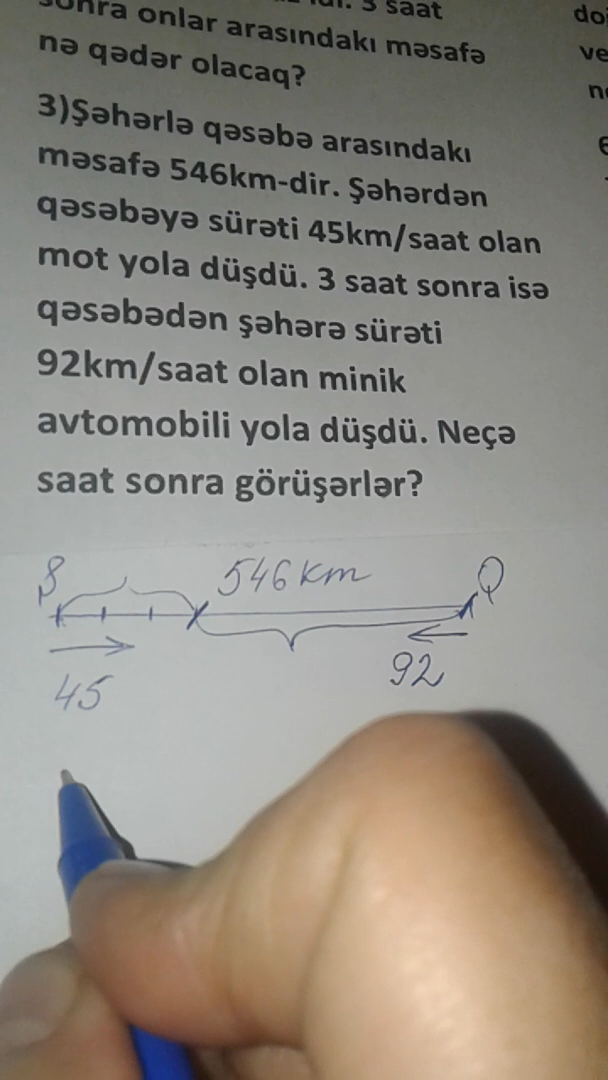 3 saat
sonra onlar arasındakı məsafə
nə qədər olacaq?
3)Şəhərlə qəsəbə arasındakı
məsafə 546km-dir. Şəhərdən
qəsəbəyə sürəti 45km/saat olan
mot yola düşdü. 3 saat sonra isə
qəsəbədən şəhərə sürəti
92km/saat olan minik
avtomobili yola düşdü. Neçə
saat sonra görüşərlər?
Ş 546 km Q
45 92